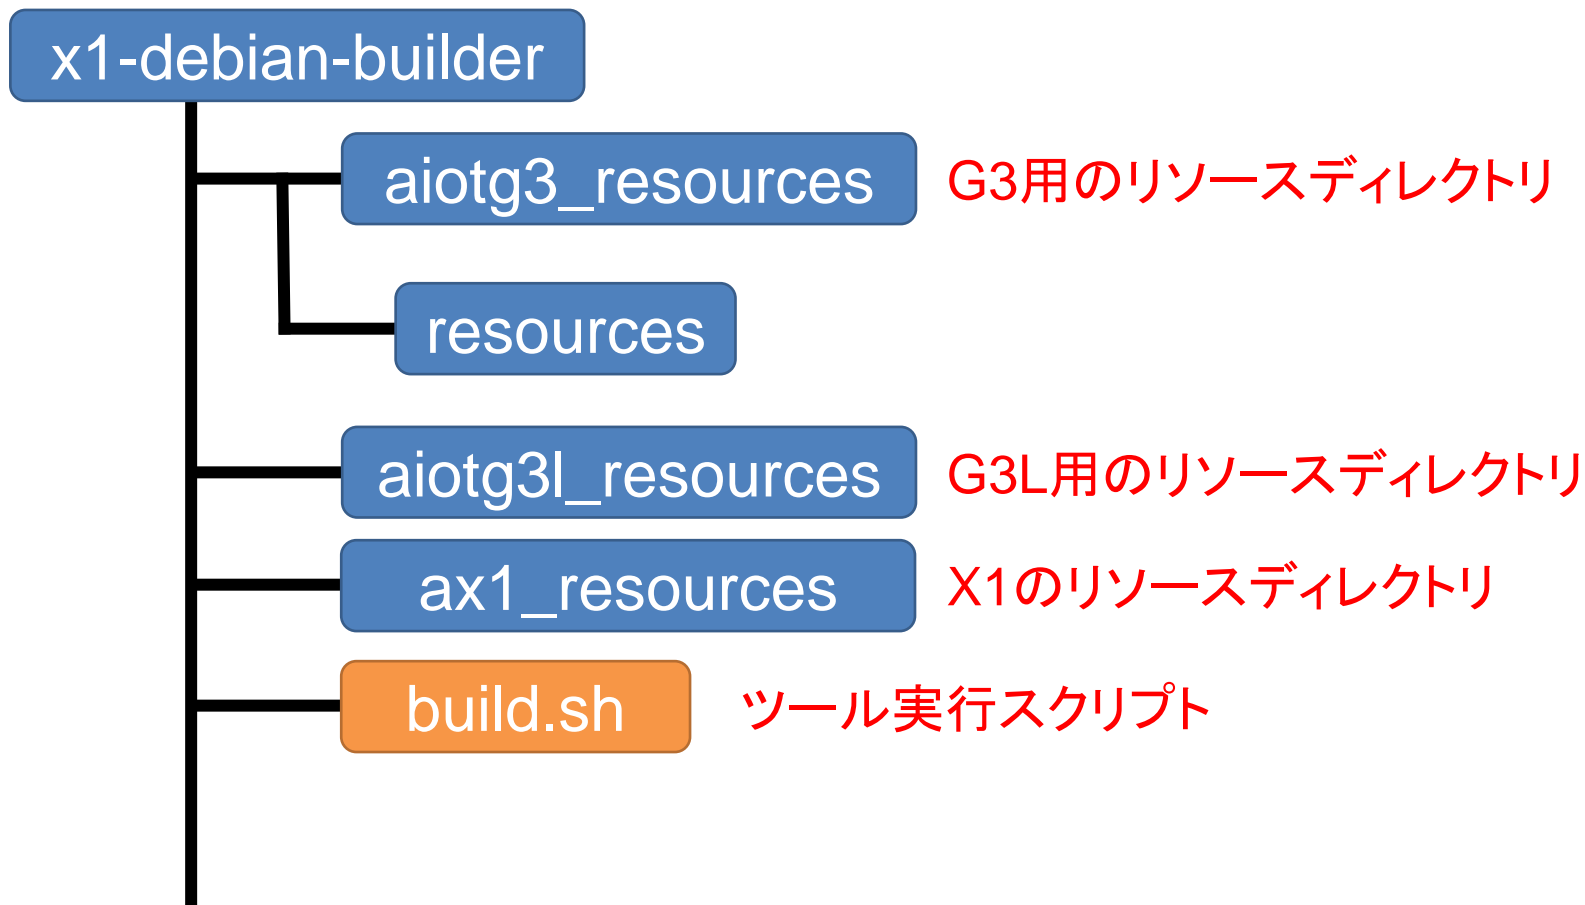 x1-debian-builder
aiotg3_resources G3用のリソースディレクトリ
resources
aiotg3l_resources G3L用のリソースディレクトリ
ax1_resources X1のリソースディレクトリ
build.sh ツール実行スクリプト